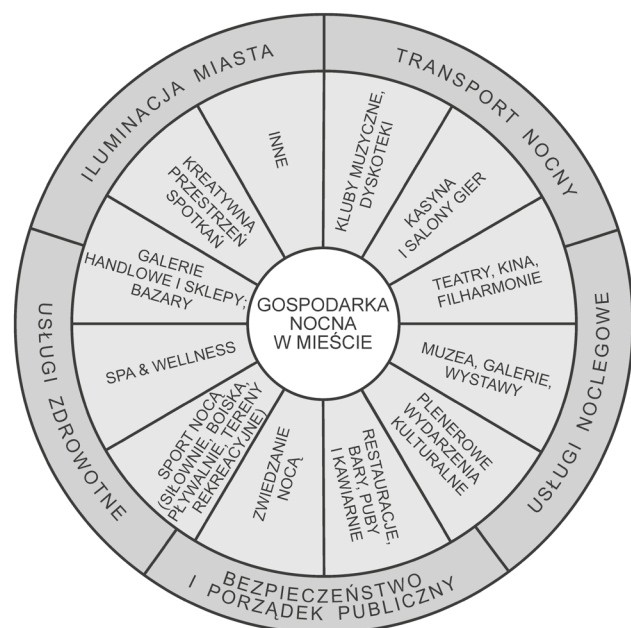 ILUMINACJA MIASTA
TRANSPORT NOCNY
USŁUGI NOCLEGOWE
BEZPIECZEŃSTWO
I PORZĄDEK PUBLICZNY
USŁUGI ZDROWOTNE
KLUBY MUZYCZNE,
DYSKOTEKI
KASYNA
I SALONY GIER
TEATRY, KINA,
FILHARMONIE
MUZEA, GALERIE,
WYSTAWY
PLENEROWE
WYDARZENIA
KULTURALNE
RESTAURACJE,
BARY, PUBY
I KAWIARNIE
ZWIEDZANIE
NOCĄ
SPORT NOCĄ
(SIŁOWNIE, BOISKA,
PŁYWALNIE, TERENY
REKREACYJNE)
SPA & WELLNESS
GALERIE
HANDLOWE I SKLEPY;
BAZARY
KREATYWNA
PRZESTRZEŃ
SPOTKAŃ
INNE
GOSPODARKA
NOCNA
W MIEŚCIE